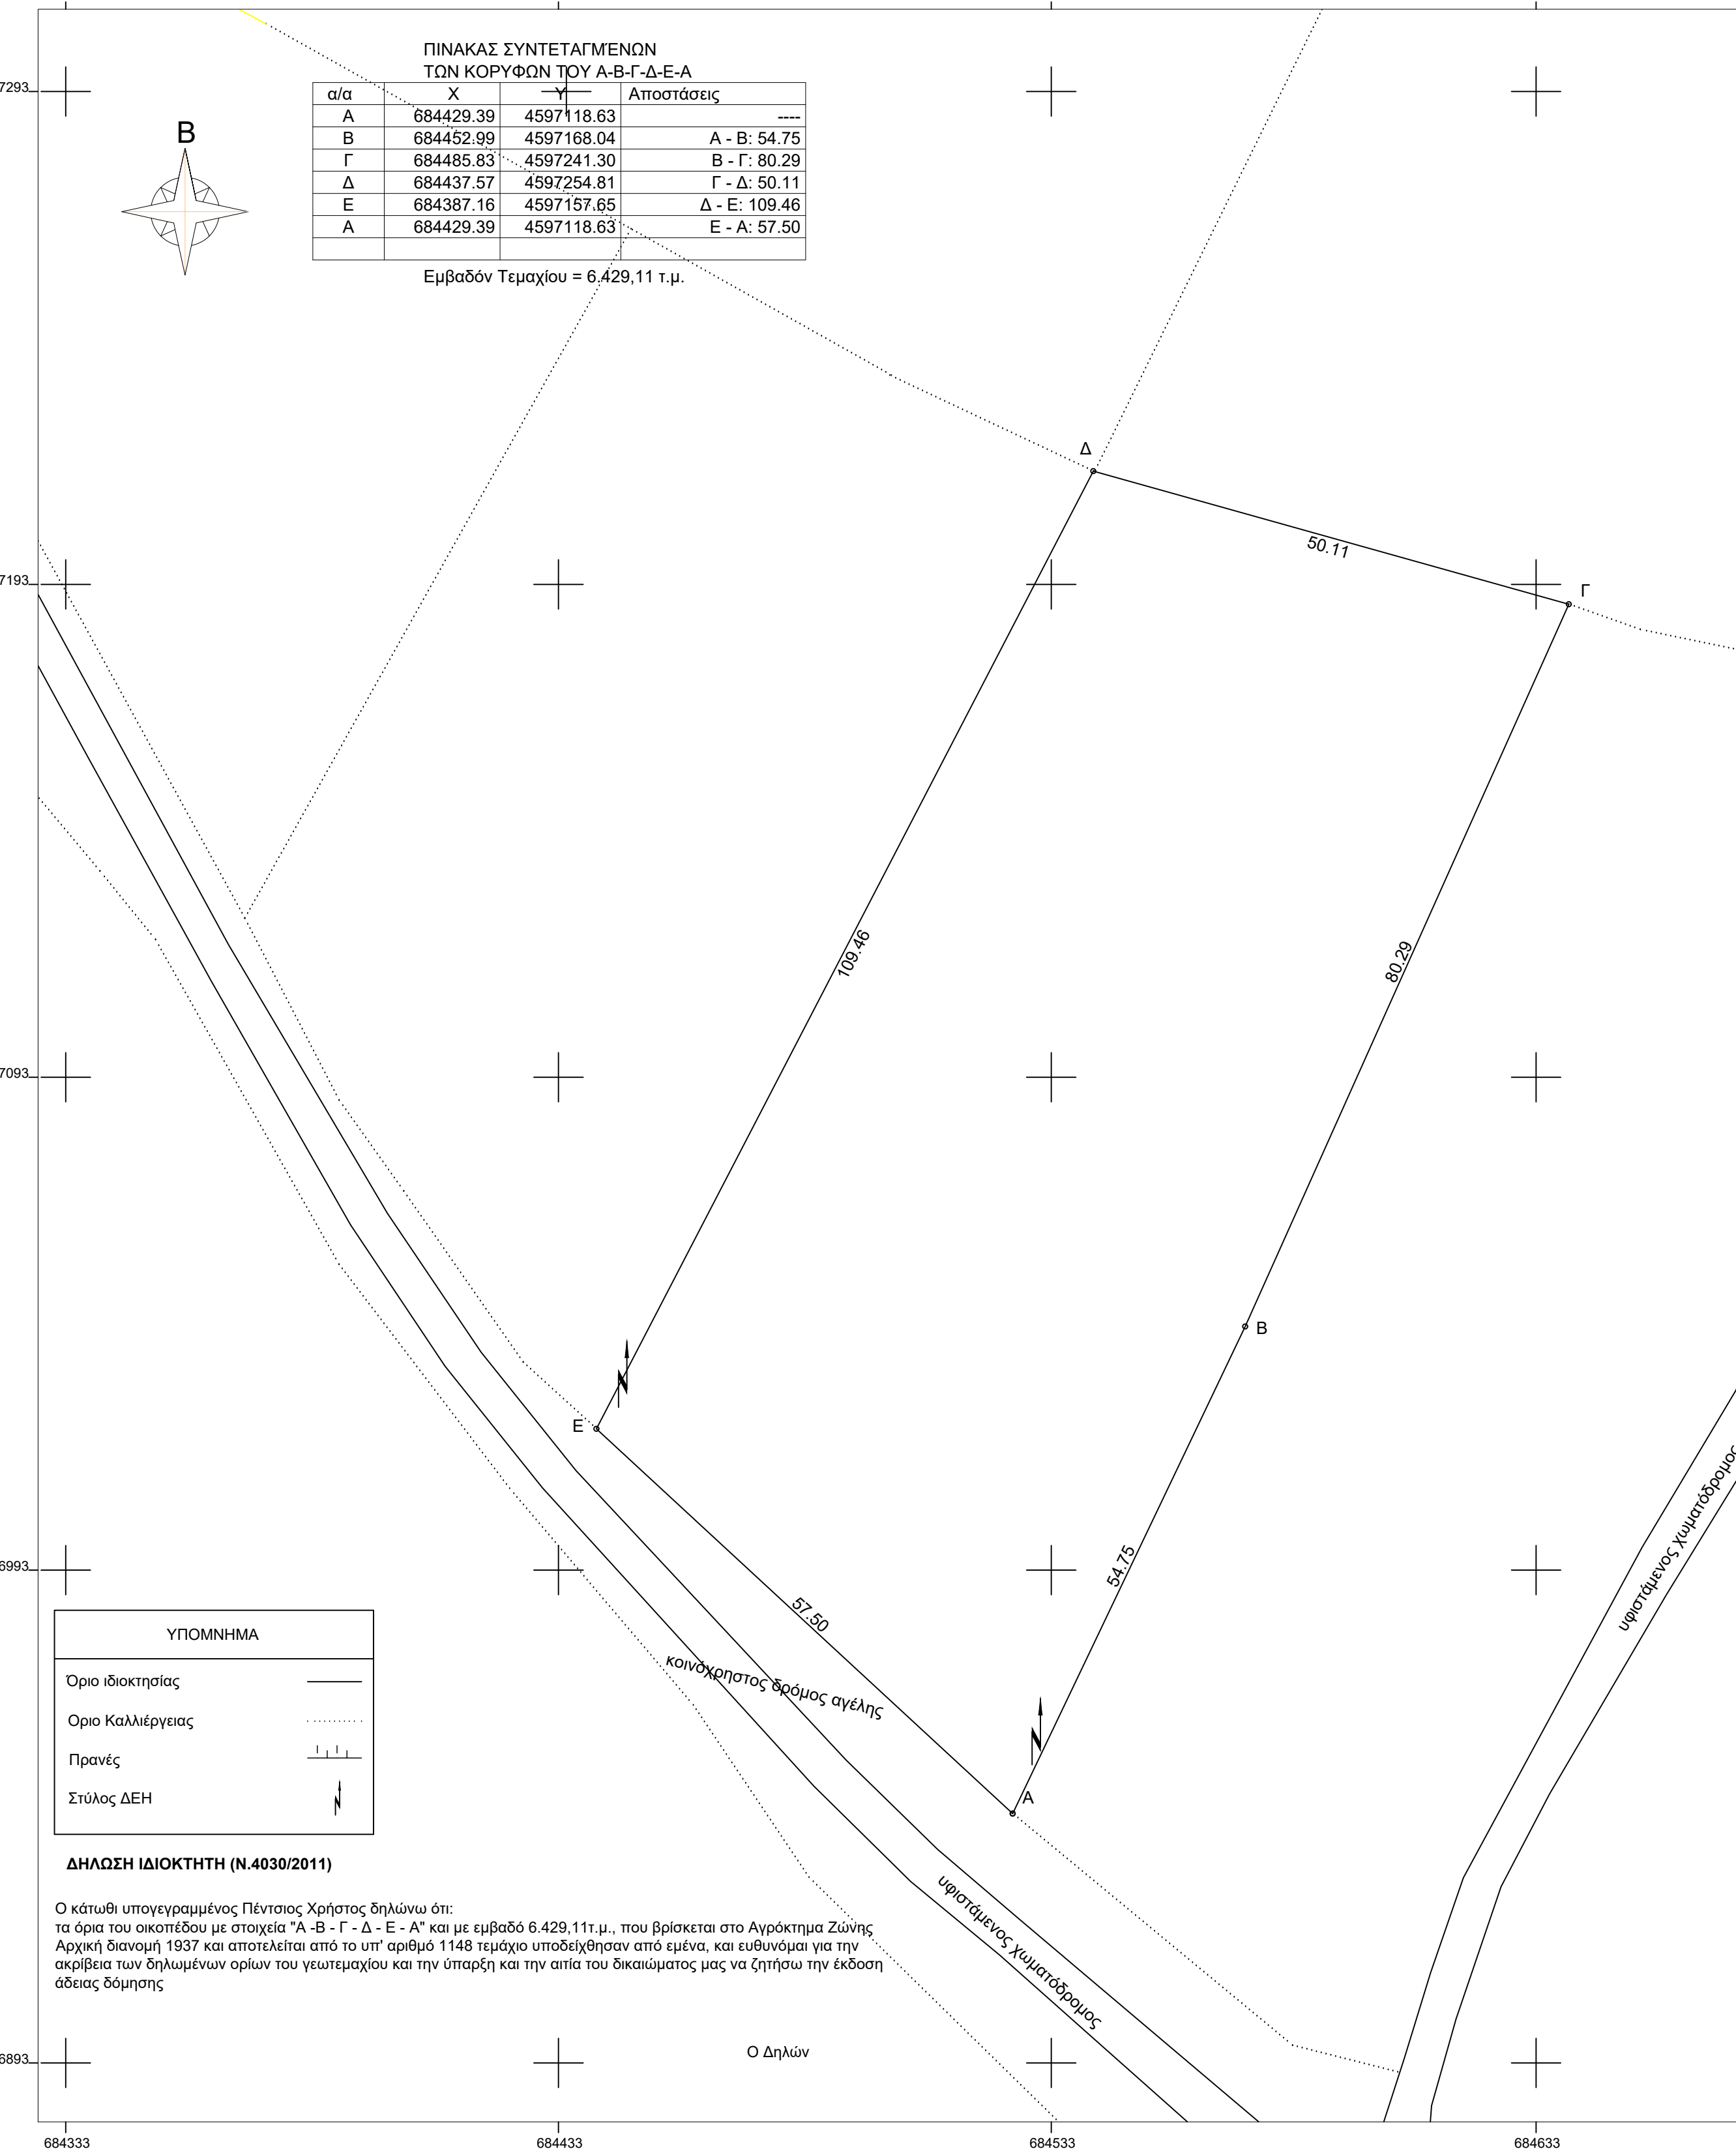 ΠΙΝΑΚΑΣ ΣΥΝΤΕΤΑΓΜΈΝΩΝ
ΤΩΝ ΚΟΡΥΦΩΝ ΤΟΥ Α-Β-Γ-Δ-Ε-Α
α/α Χ Υ Αποστάσεις
Α 684429.39 4597118.63 ----
Β 684452.99 4597168.04 Α - Β: 54.75
Γ 684485.83 4597241.30 Β - Γ: 80.29
Δ 684437.57 4597254.81 Γ - Δ: 50.11
Ε 684387.16 4597157.65 Δ - Ε: 109.46
Α 684429.39 4597118.63 Ε - Α: 57.50
Εμβαδόν Τεμαχίου = 6.429,11 τ.μ.
Β
7293
7193
7093
6993
6893
Δ
50.11
Γ
109.46
80.29
Β
Ε
54.75
57.50
Α
κοινόχρηστος δρόμος αγέλης
υφιστάμενος χωματόδρομος
υφιστάμενος χωματόδρομος
ΥΠΟΜΝΗΜΑ
Όριο ιδιοκτησίας
Οριο Καλλιέργειας
Πρανές
Στύλος ΔΕΗ
ΔΗΛΩΣΗ ΙΔΙΟΚΤΗΤΗ (Ν.4030/2011)
Ο κάτωθι υπογεγραμμένος Πέντσιος Χρήστος δηλώνω ότι:
τα όρια του οικοπέδου με στοιχεία "Α -Β - Γ - Δ - Ε - Α" και με εμβαδό 6.429,11τ.μ., που βρίσκεται στο Αγρόκτημα Ζώνης
Αρχική διανομή 1937 και αποτελείται από το υπ' αριθμό 1148 τεμάχιο υποδείχθησαν από εμένα, και ευθυνόμαι για την
ακρίβεια των δηλωμένων ορίων του γεωτεμαχίου και την ύπαρξη και την αιτία του δικαιώματος μας να ζητήσω την έκδοση
άδειας δόμησης
Ο Δηλών
684333
684433
684533
684633